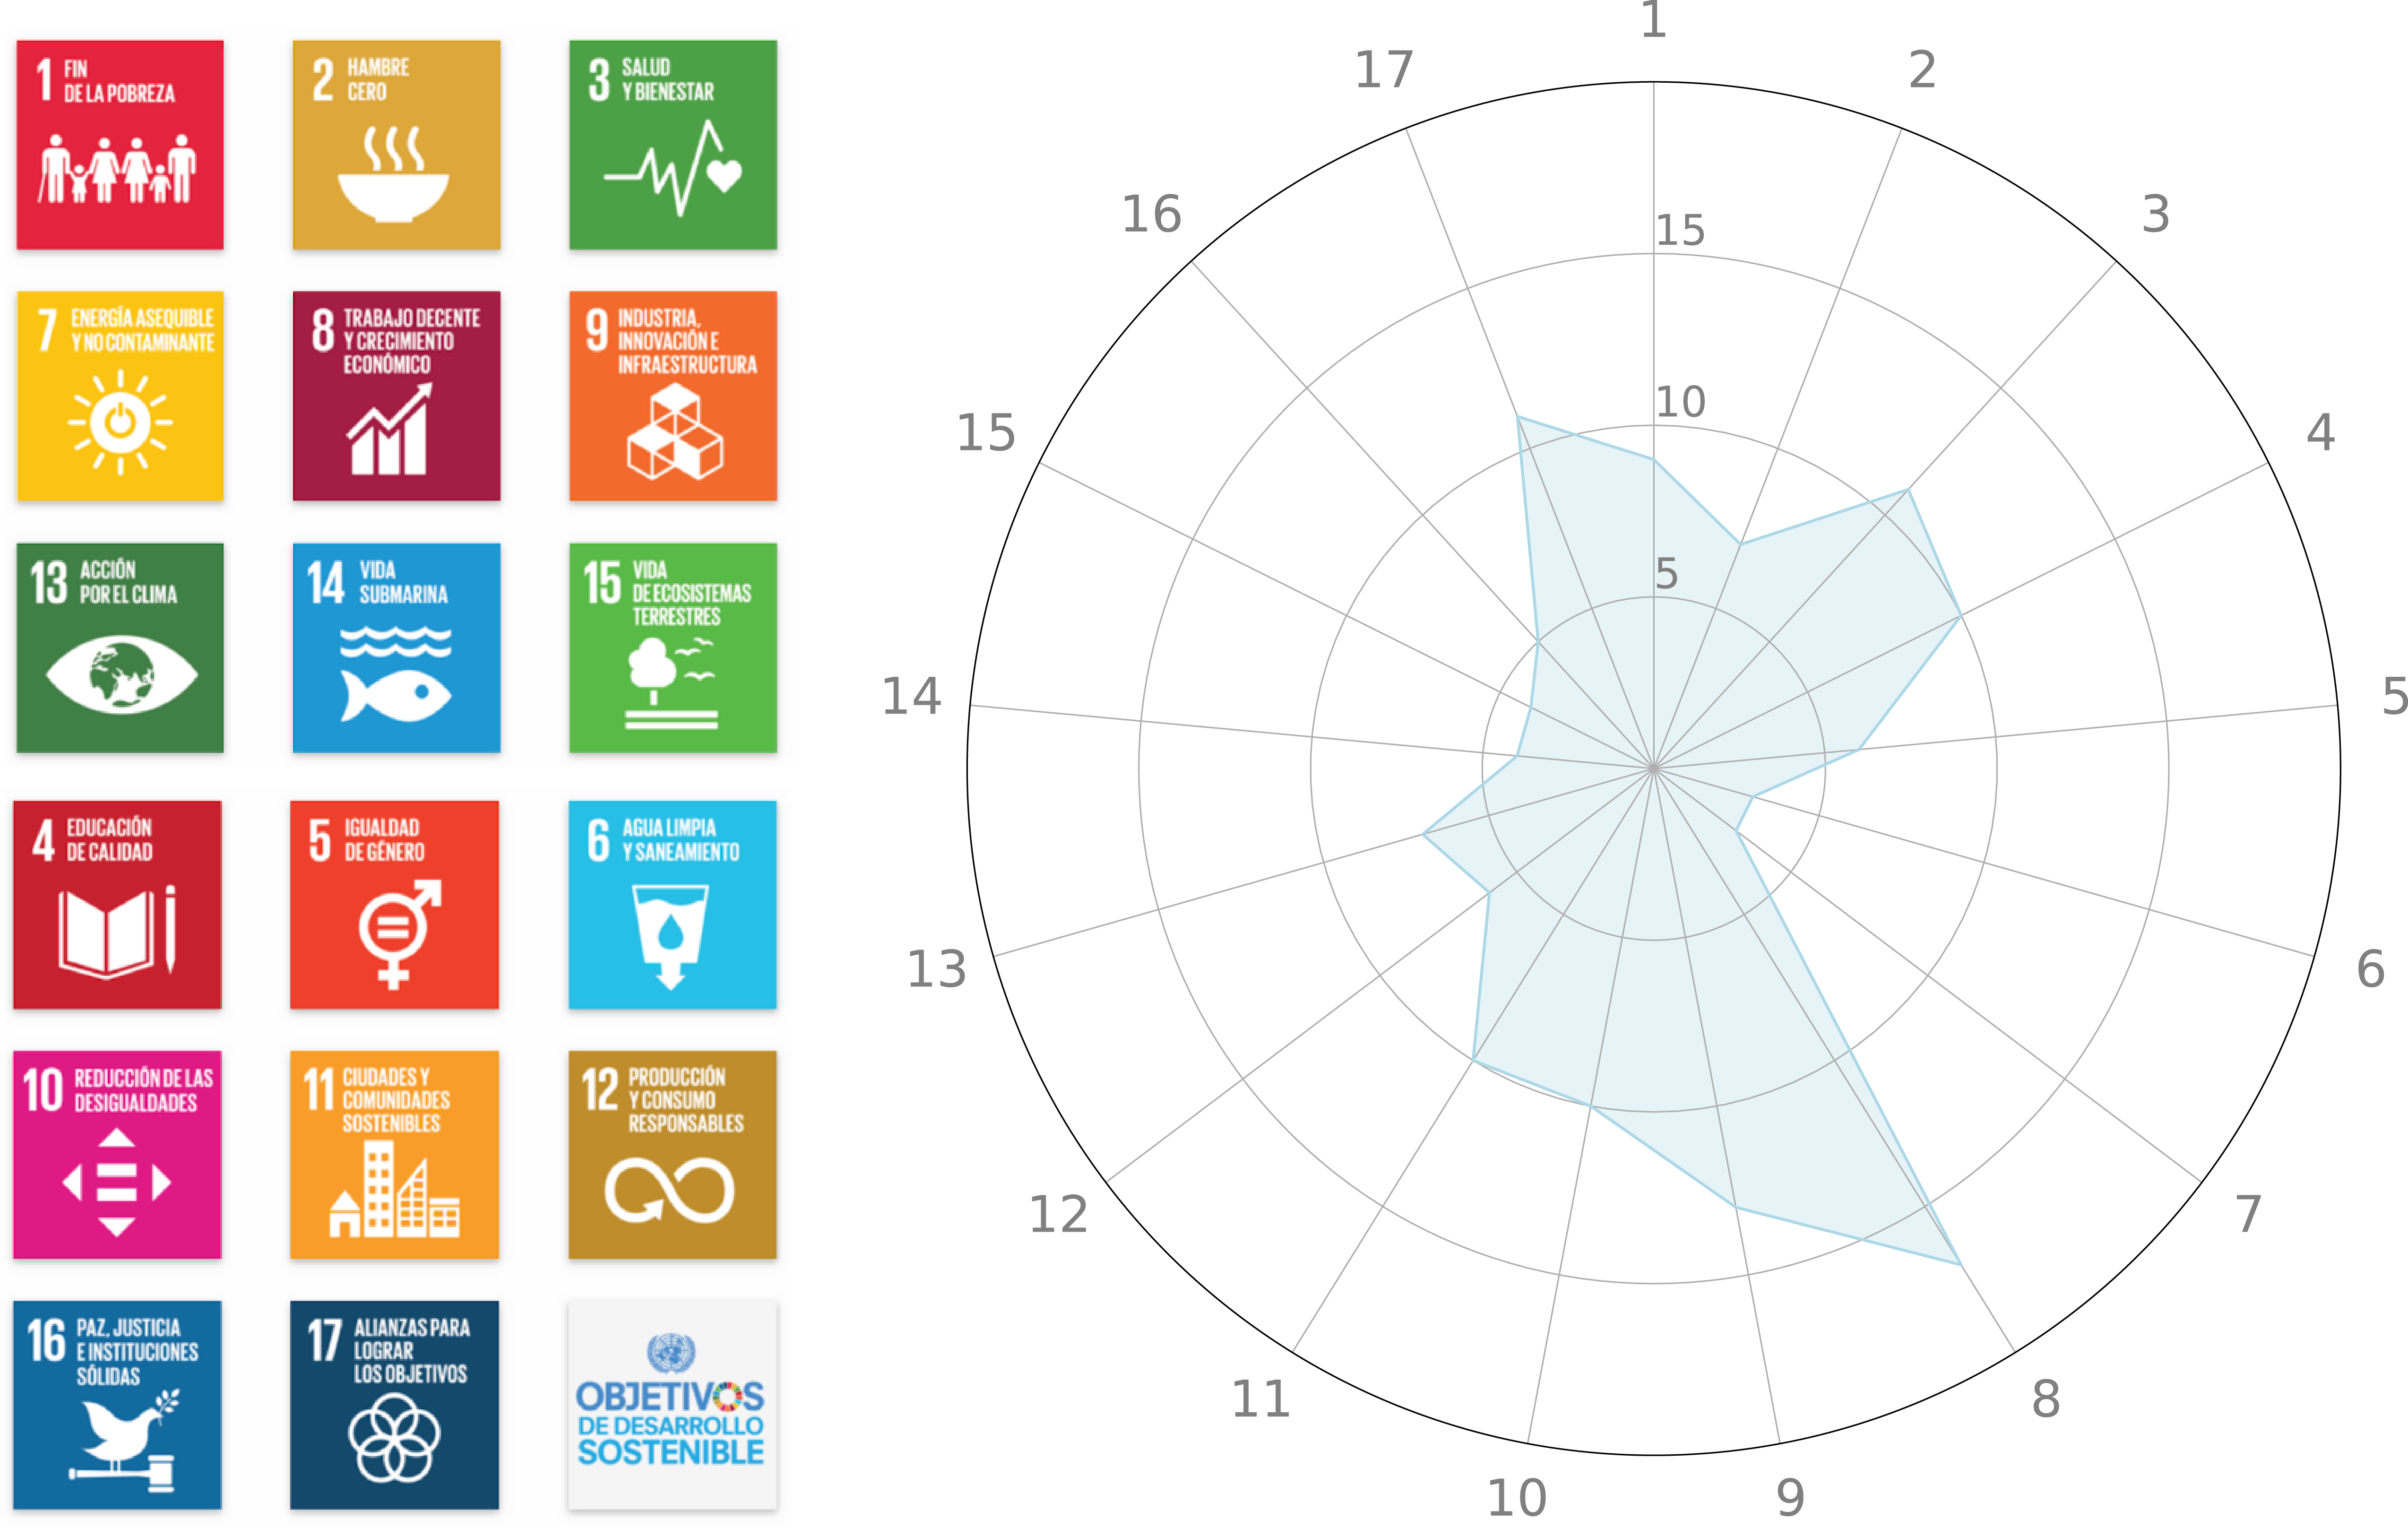 1 FIN
DE LA POBREZA
2 HAMBRE
CERO
3 SALUD
Y BIENESTAR
7 ENERGÍA ASEQUIBLE
Y NO CONTAMINANTE
8 TRABAJO DECENTE
Y CRECIMIENTO
ECONÓMICO
9 INDUSTRIA,
INNOVACIÓN E
INFRAESTRUCTURA
13 ACCIÓN
POR EL CLIMA
14 VIDA
SUBMARINA
15 VIDA
DE ECOSISTEMAS
TERRESTRES
4 EDUCACIÓN
DE CALIDAD
5 IGUALDAD
DE GÉNERO
6 AGUA LIMPIA
Y SANEAMIENTO
10 REDUCCIÓN DE LAS
DESIGUALDADES
11 CIUDADES Y
COMUNIDADES
SOSTENIBLES
12 PRODUCCIÓN
Y CONSUMO
RESPONSABLES
16 PAZ, JUSTICIA
E INSTITUCIONES
SÓLIDAS
17 ALIANZAS PARA
LOGRAR
LOS OBJETIVOS
OBJETIVOS
DE DESARROLLO
SOSTENIBLE
1
2
3
4
5
6
7
8
9
10
11
12
13
14
15
16
17
15
10
5